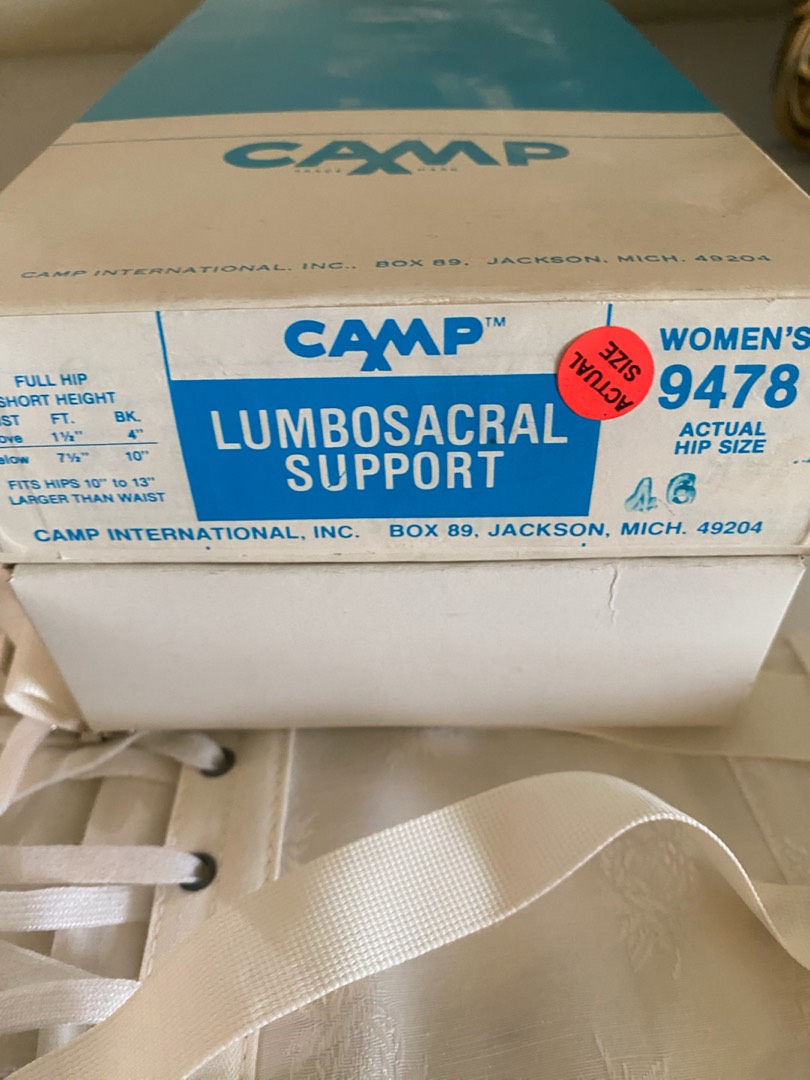 CAMP
TRADE MARK
CAMP INTERNATIONAL, INC., BOX 89, JACKSON, MICH. 49204
FULL HIP
SHORT HEIGHT
FT. BK.
1½" 4"
7½" 10"
FITS HIPS 10" to 13"
LARGER THAN WAIST
CAMP™
LUMBOSACRAL
SUPPORT
ACTUAL
SIZE
WOMEN'S
9478
ACTUAL
HIP SIZE
46
CAMP INTERNATIONAL, INC. BOX 89, JACKSON, MICH. 49204